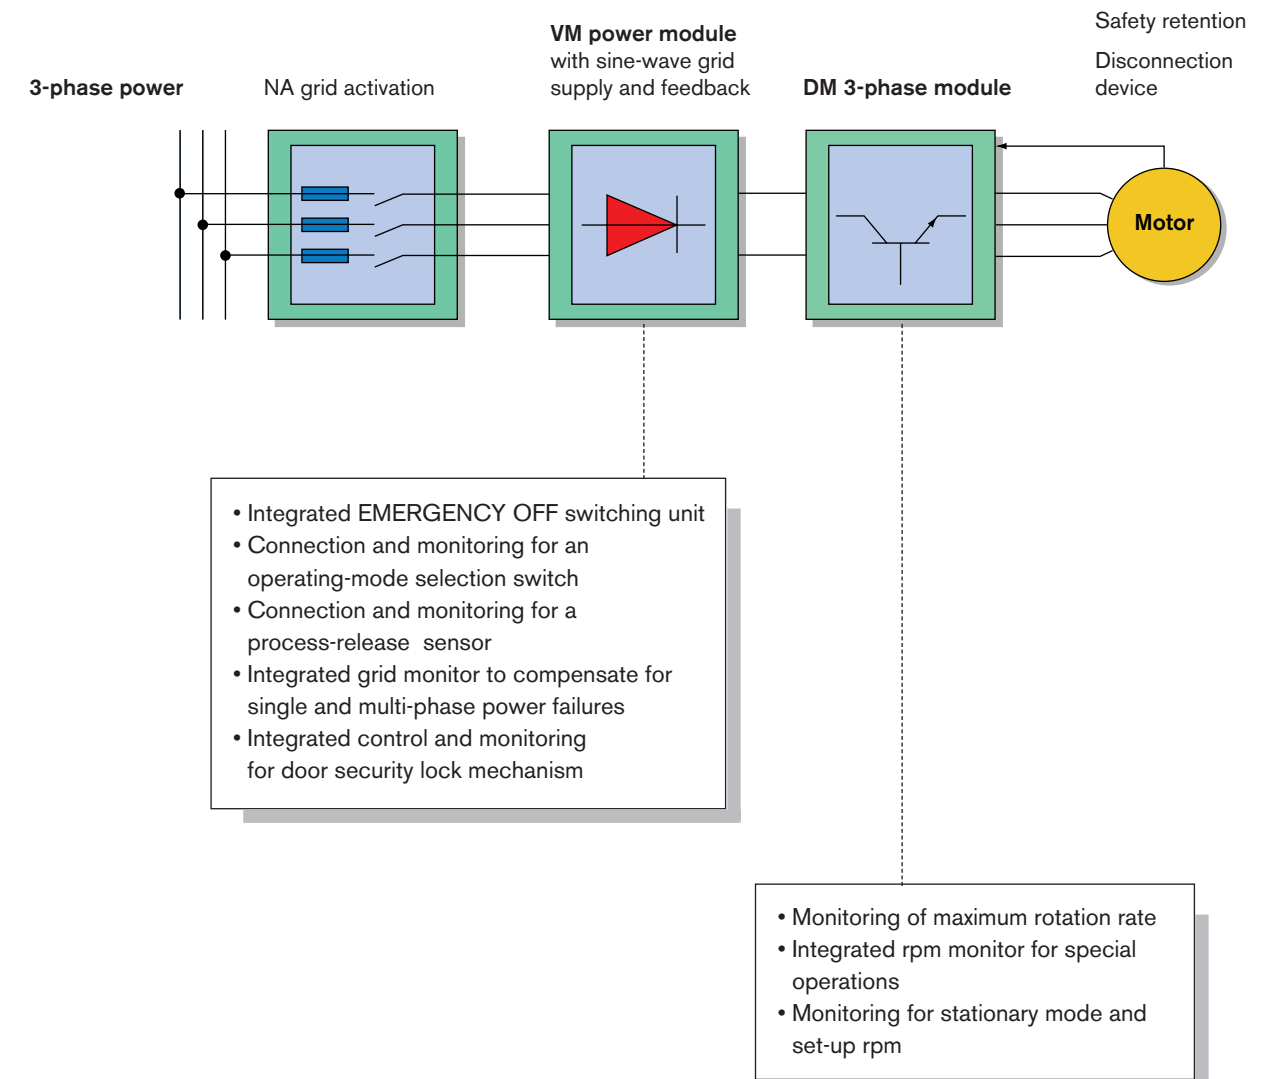 Safety retention
Disconnection
device
VM power module
with sine-wave grid
supply and feedback
3-phase power
NA grid activation
DM 3-phase module
Motor
• Integrated EMERGENCY OFF switching unit
• Connection and monitoring for an
operating-mode selection switch
• Connection and monitoring for a
process-release sensor
• Integrated grid monitor to compensate for
single and multi-phase power failures
• Integrated control and monitoring
for door security lock mechanism
• Monitoring of maximum rotation rate
• Integrated rpm monitor for special
operations
• Monitoring for stationary mode and
set-up rpm